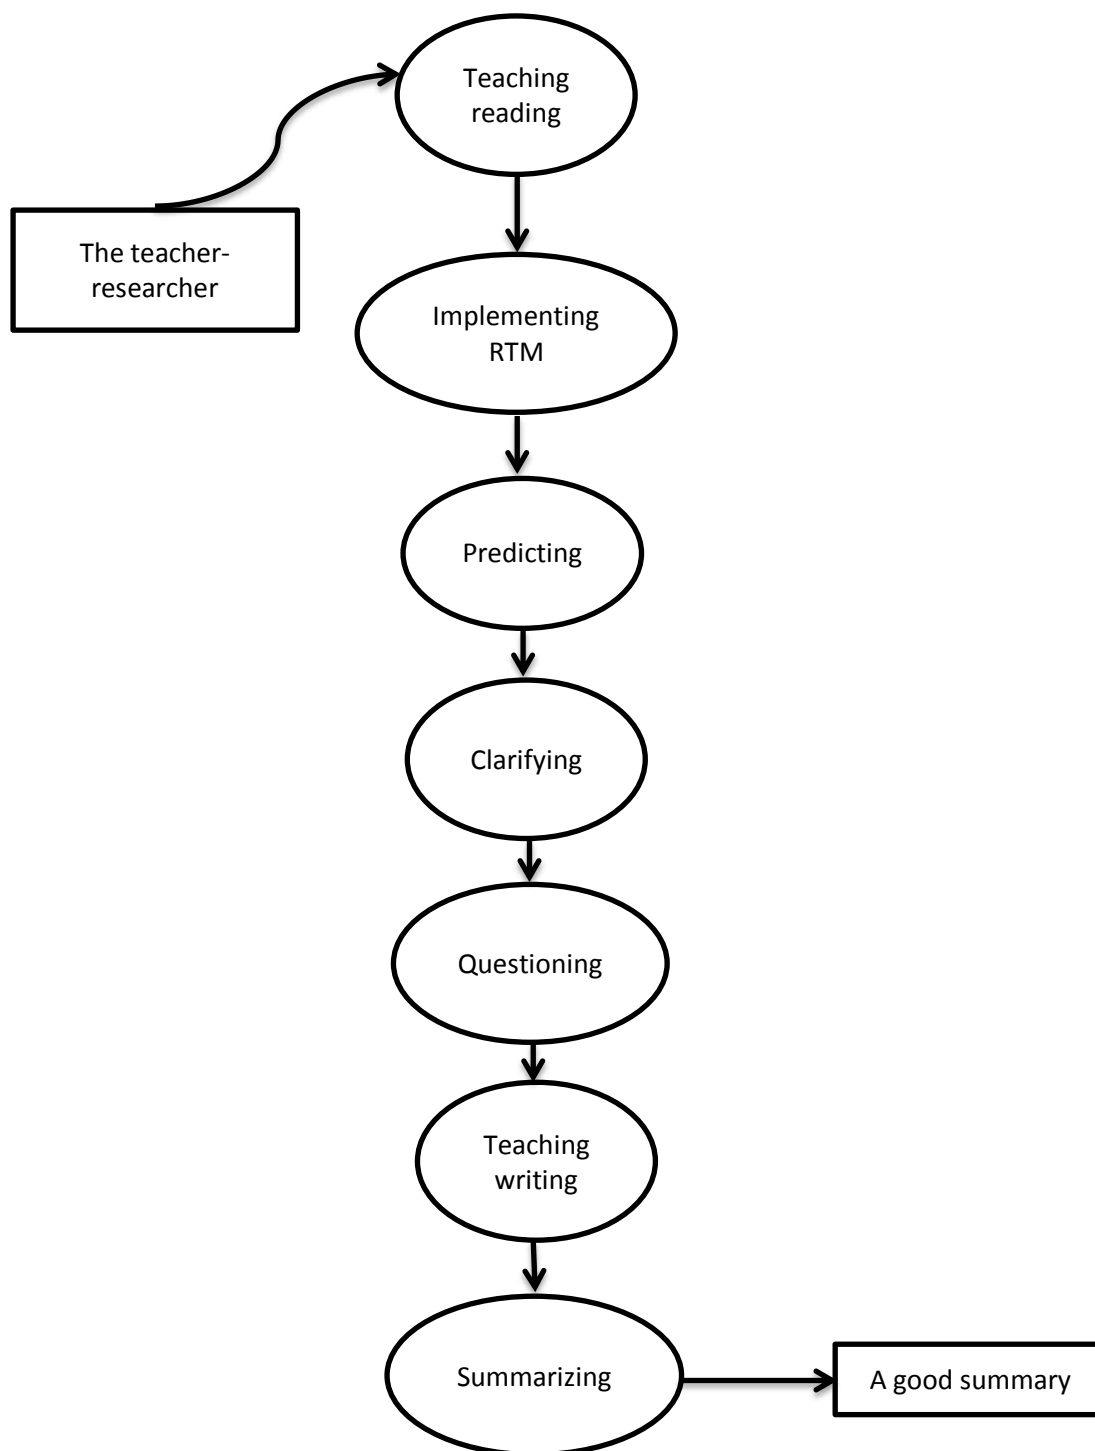 Teaching
reading
The teacher-
researcher
Implementing
RTM
Predicting
Clarifying
Questioning
Teaching
writing
Summarizing
A good summary